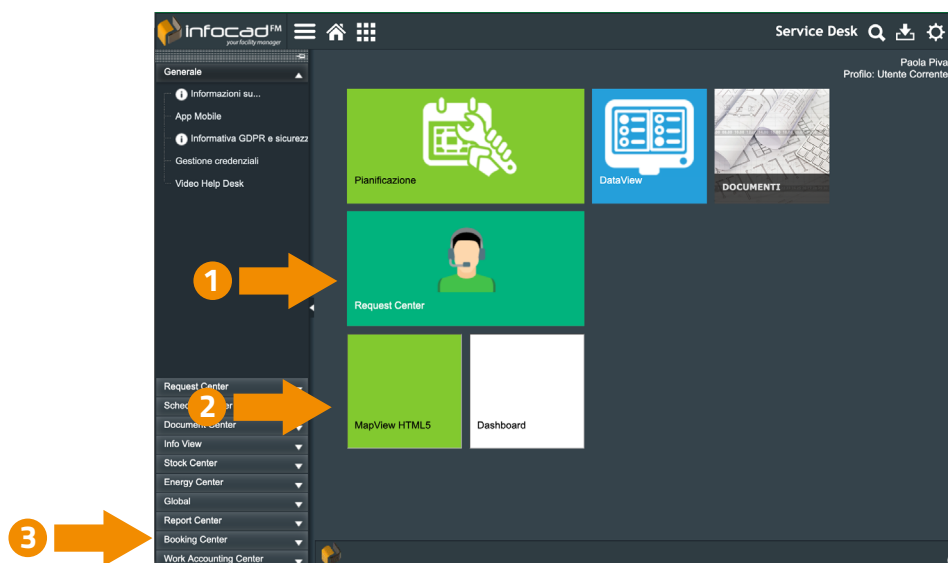 Infocad FM
your facility manager
Service Desk
Paola Piva
Profilo: Utente Corrente
Generale
Informazioni su...
App Mobile
Informativa GDPR e sicurezz
Gestione credenziali
Video Help Desk
Pianificazione
DataView
DOCUMENTI
1
Request Center
2
MapView HTML5
Dashboard
Request Center
Document Center
Info View
Stock Center
Energy Center
Global
Report Center
3
Booking Center
Work Accounting Center